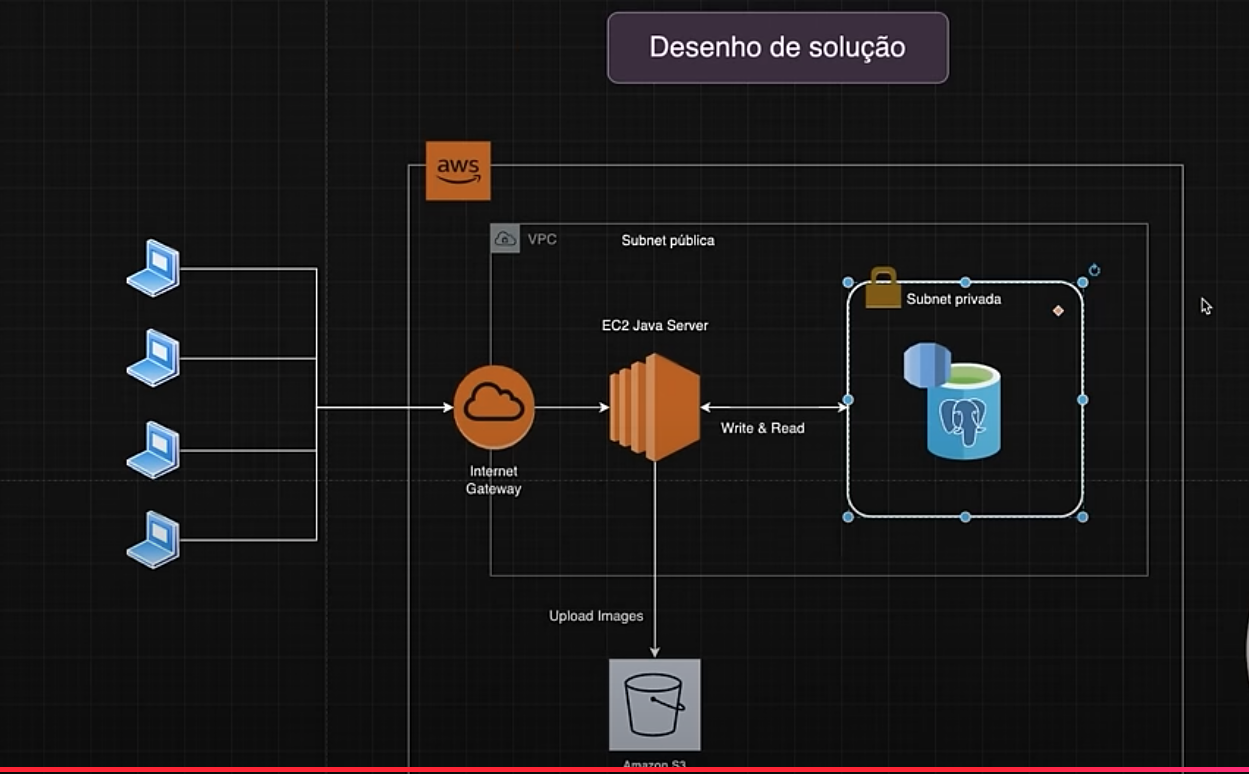 Desenho de solução
aws
VPC
Subnet pública
Subnet privada
EC2 Java Server
Write & Read
Internet
Gateway
Upload Images
Amazon S3